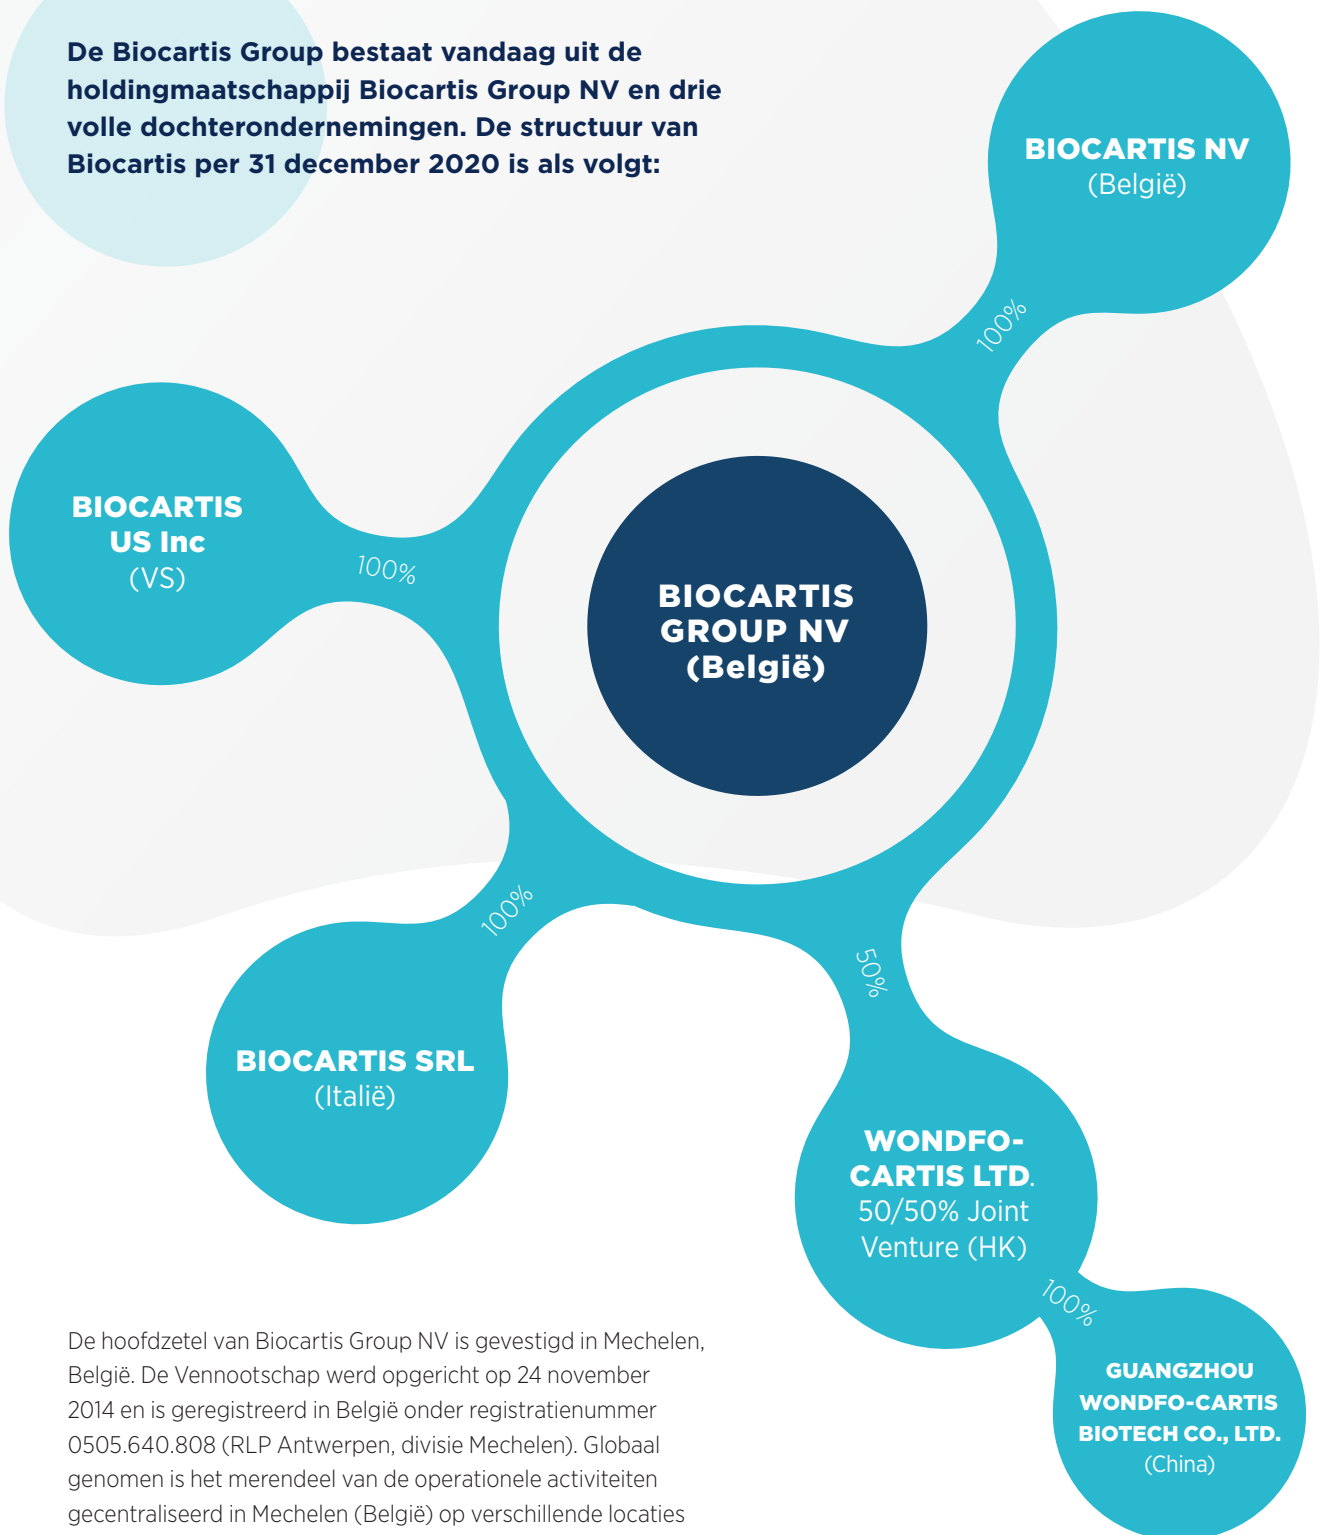 De Biocartis Group bestaat vandaag uit de
holdingmaatschappij Biocartis Group NV en drie
volle dochterondernemingen. De structuur van
Biocartis per 31 december 2020 is als volgt:
BIOCARTIS NV
(België)
100%
BIOCARTIS
US Inc
(VS)
100%
BIOCARTIS
GROUP NV
(België)
100%
50%
BIOCARTIS SRL
(Italië)
WONDFO-
CARTIS LTD.
50/50% Joint
Venture (HK)
100%
GUANGZHOU
WONDFO-CARTIS
BIOTECH CO., LTD.
(China)
De hoofdzetel van Biocartis Group NV is gevestigd in Mechelen,
België. De Vennootschap werd opgericht op 24 november
2014 en is geregistreerd in België onder registratienummer
0505.640.808 (RLP Antwerpen, divisie Mechelen). Globaal
genomen is het merendeel van de operationele activiteiten
gecentraliseerd in Mechelen (België) op verschillende locaties